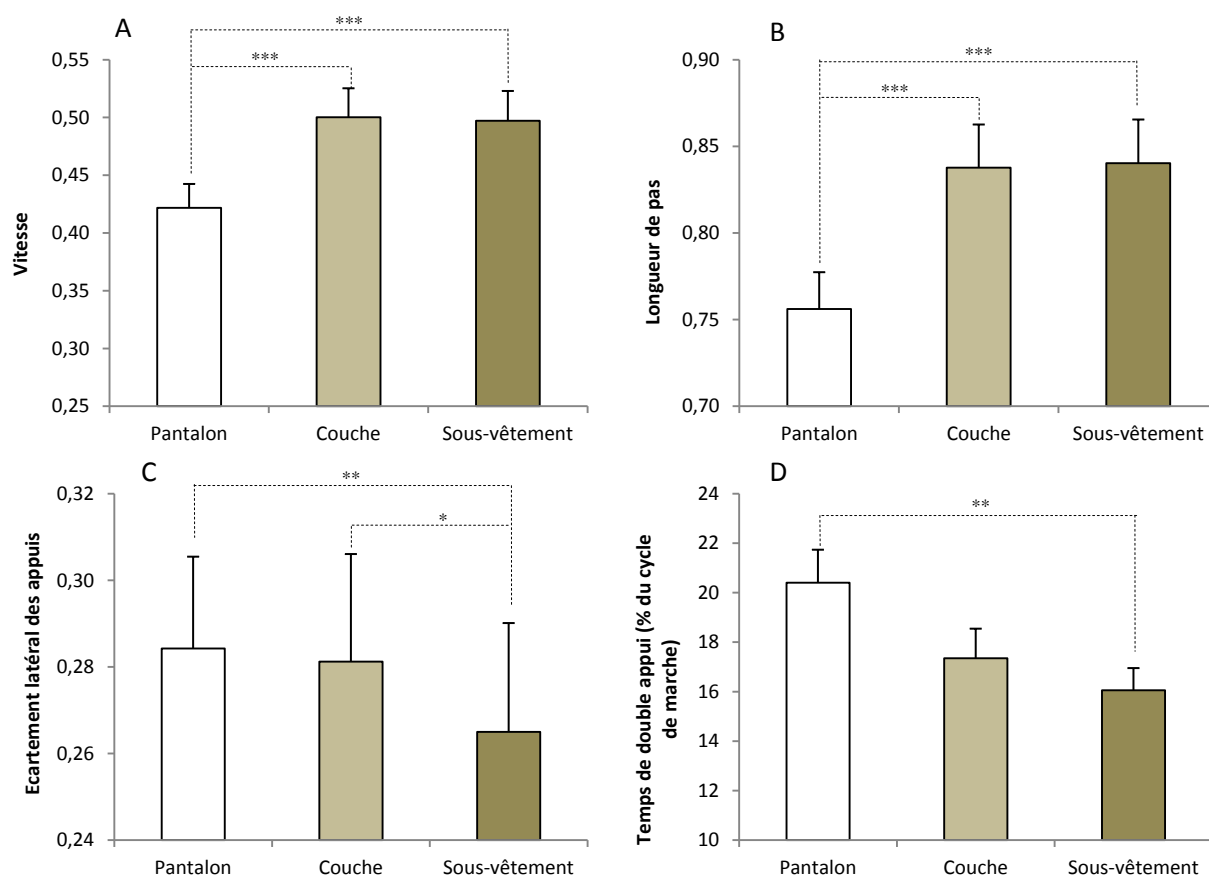 A
***
***
0,55
0,50
0,45
0,40
0,35
0,30
0,25
Vitesse
Pantalon
Couche
Sous-vêtement
B
***
***
0,90
0,85
0,80
0,75
0,70
Longueur de pas
Pantalon
Couche
Sous-vêtement
C
**
*
0,32
0,30
0,28
0,26
0,24
Ecartement latéral des appuis
Pantalon
Couche
Sous-vêtement
D
**
24
22
20
18
16
14
12
10
Temps de double appui (% du cycle
de marche)
Pantalon
Couche
Sous-vêtement